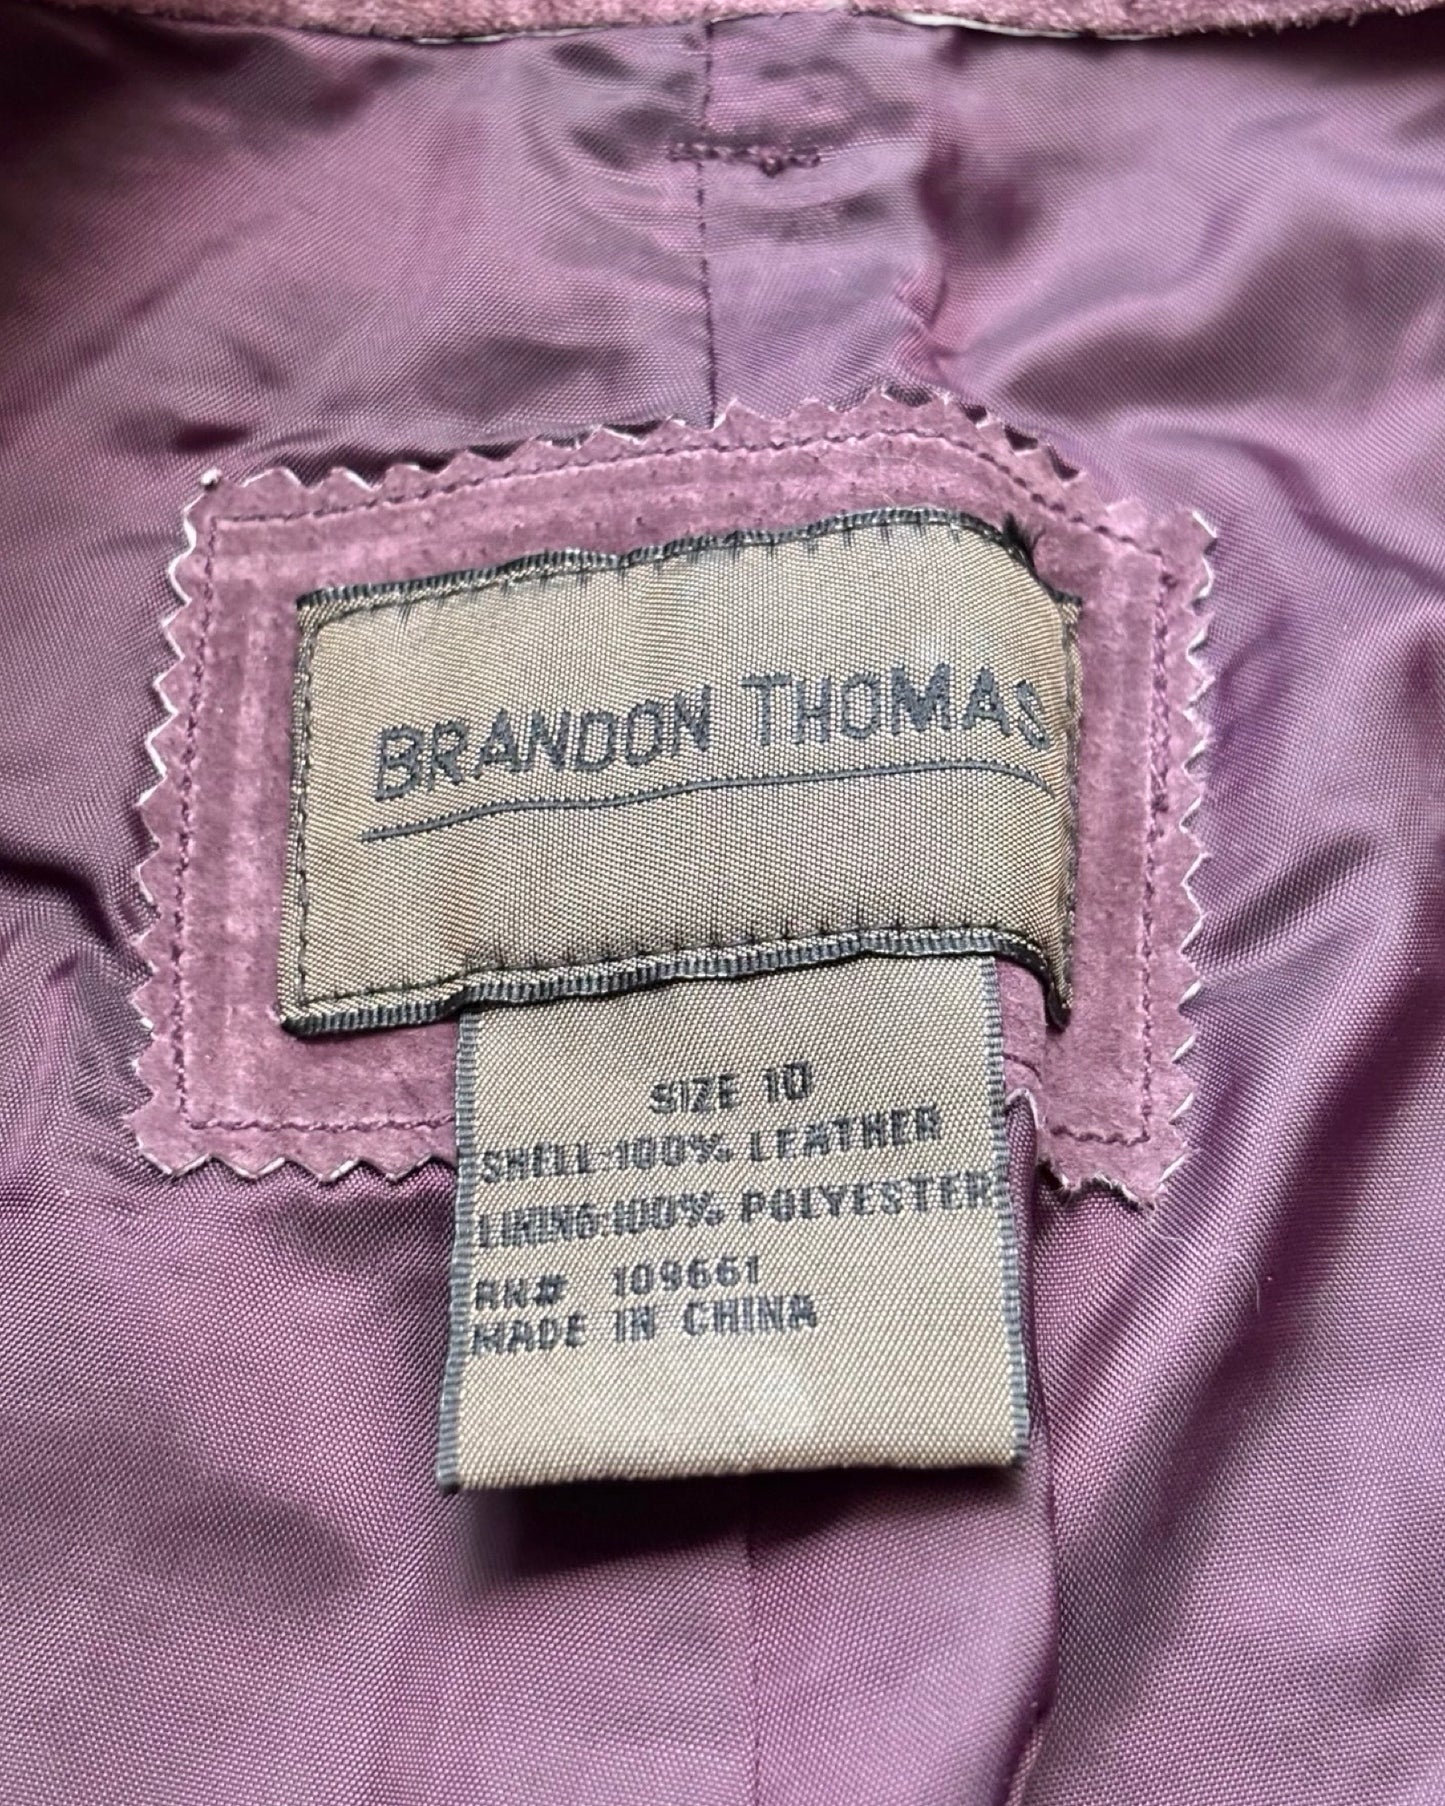 BRANDON THOMAS
SIZE 10
SHELL:100% LEATHER
LINING:100% POLYESTER
RN# 109661
MADE IN CHINA